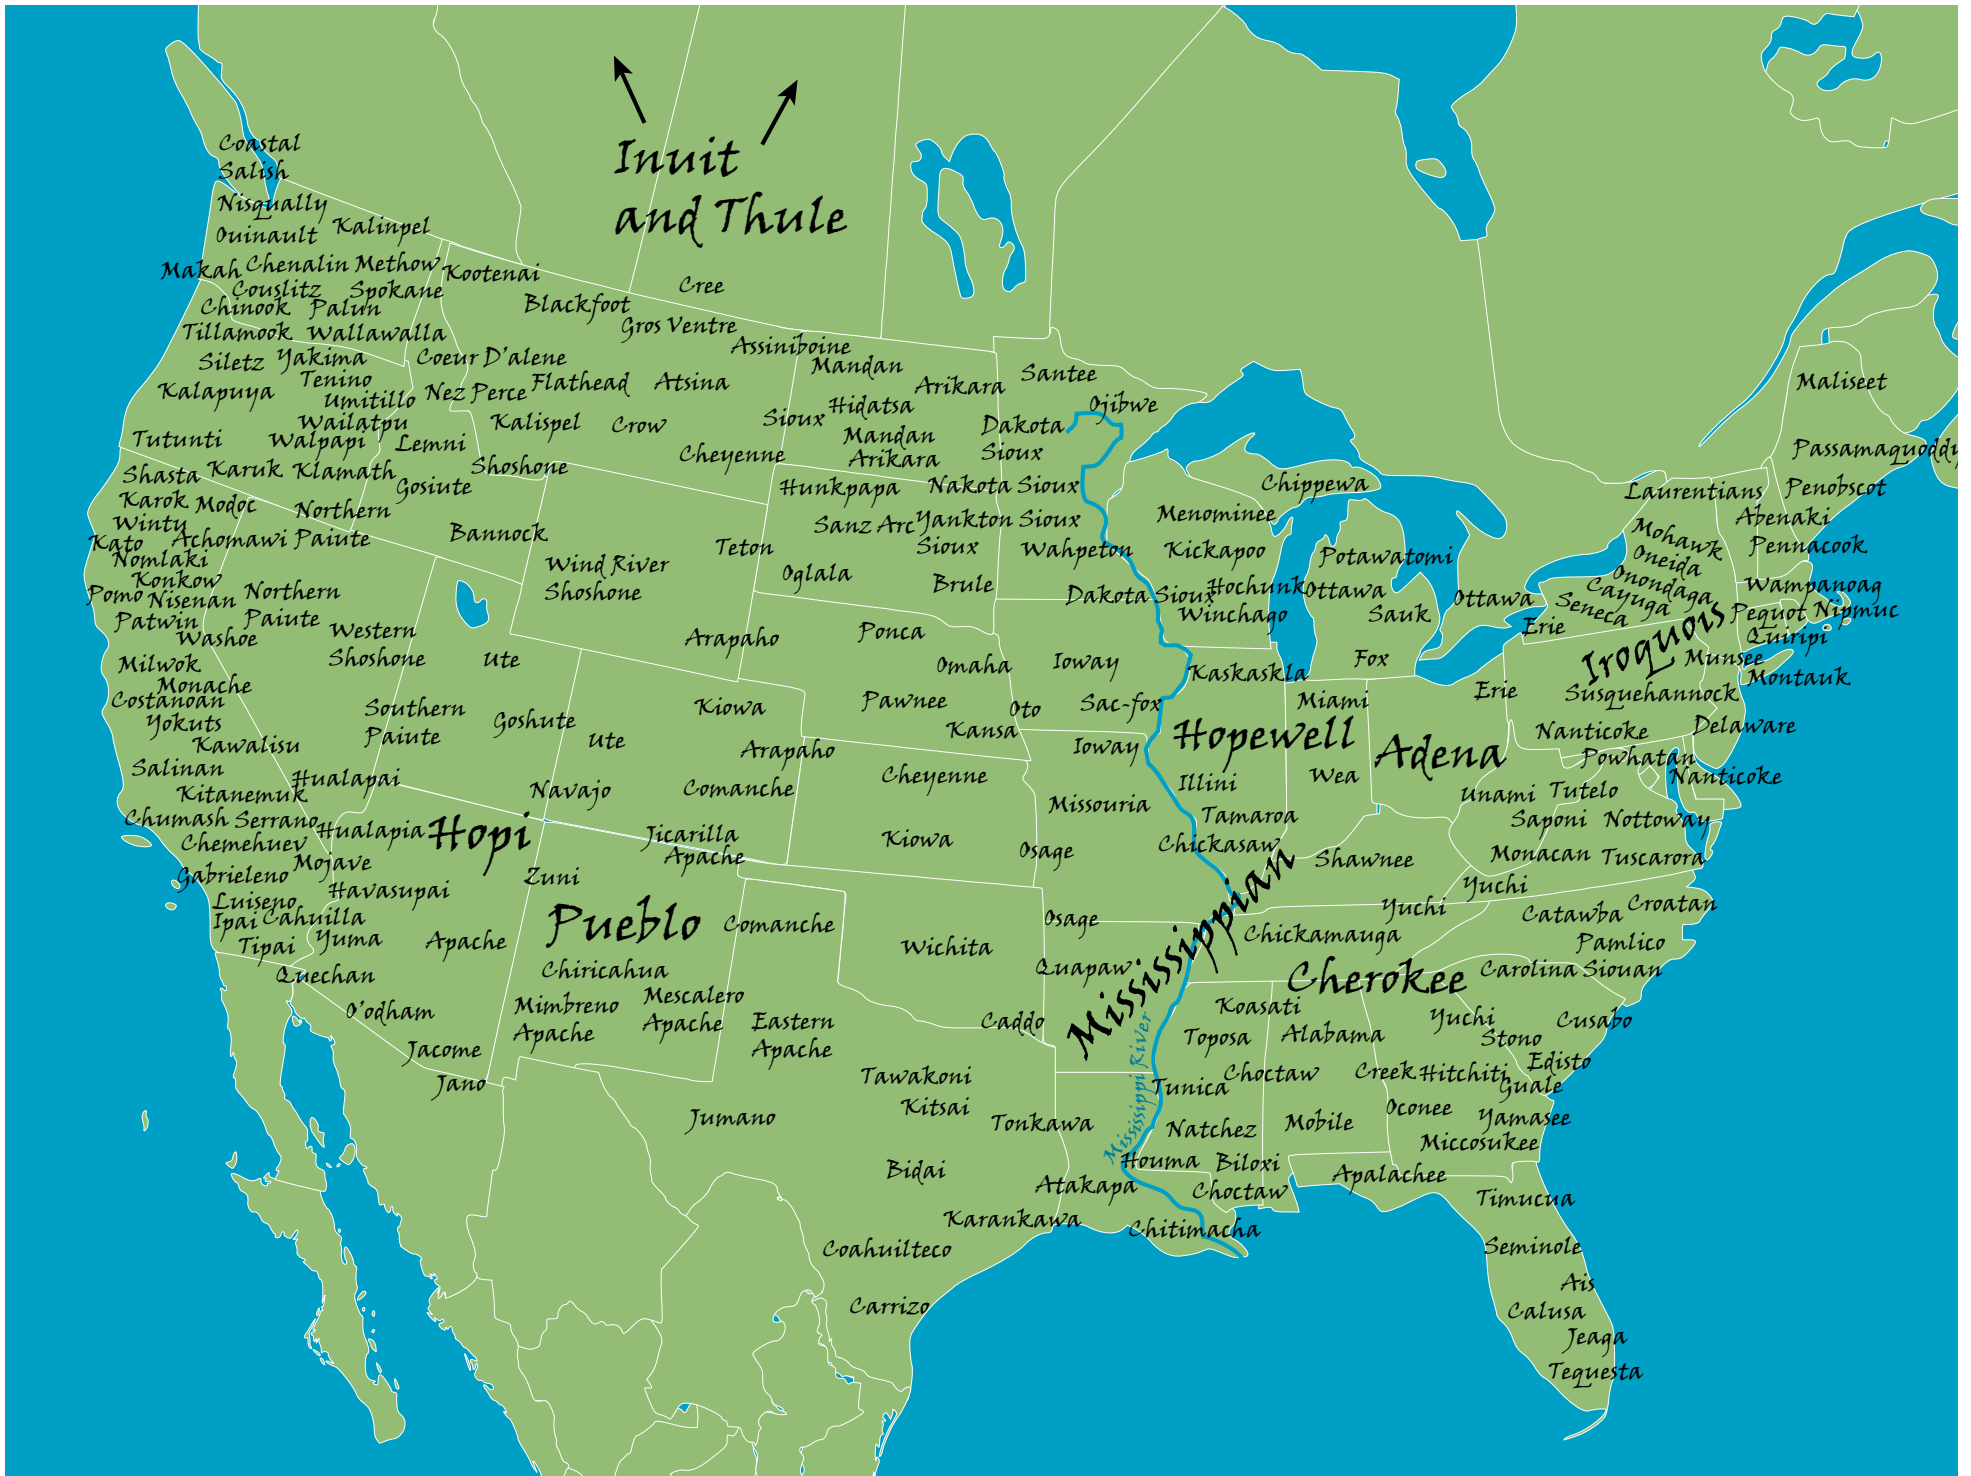 Inuit
and Thule
Coastal
Salish
Nisqually
Ouinault
Kalinpel
Makah
Chenalin
Methow
Kootenai
Couslitz
Spokane
Chinook
Palun
Blackfoot
Cree
Gros Ventre
Tillamook
Wallawalla
Assiniboine
Siletz
Yakima
Coeur D'alene
Mandan
Kalapuya
Tenino
Umitillo
Nez Perce
Flathead
Atsina
Arikara
Santee
Wailatpu
Kalispel
Crow
Sioux
Hidatsa
Ojibwe
Tutunti
Walpapi
Lemni
Mandan
Arikara
Dakota
Sioux
Shasta
Karuk
Klamath
Shoshone
Cheyenne
Karok
Modoc
Gosiute
Hunkpapa
Nakota Sioux
Wintu
Northern
Paiute
Kato
Achomawi
Bannock
Sanz Arc
Yankton Sioux
Sioux
Nomlaki
Teton
Wahpeton
Konkow
Wind River
Shoshone
Oglala
Brule
Dakota Sioux
Pomo
Nisenan
Northern
Paiute
Patwin
Washoe
Western
Shoshone
Ute
Arapaho
Ponca
Milwok
Omaha
Ioway
Monache
Costanoan
Yokuts
Southern
Paiute
Goshute
Kiowa
Pawnee
Oto
Sac-fox
Kawalisu
Ute
Arapaho
Kansa
Ioway
Salinan
Hualapai
Kitanemuk
Navajo
Comanche
Cheyenne
Missouria
Chumash
Serrano
Hualapia
Hopi
Jicarilla
Apache
Kiowa
Osage
Chemehuev
Mojave
Gabrieleno
Zuni
Havasupai
Luiseno
Ipai
Cahuilla
Pueblo
Comanche
Osage
Tipai
Yuma
Apache
Wichita
Quechan
Chiricahua
Quapaw
O'odham
Mimbreno
Apache
Mescalero
Apache
Eastern
Apache
Caddo
Jacome
Jano
Tawakoni
Kitsai
Jumano
Tonkawa
Bidai
Atakapa
Karankawa
Coahuilteco
Carrizo
Chippewa
Menominee
Kickapoo
Potawatomi
Hochunk
Ottawa
Winchago
Sauk
Ottawa
Kaskaskla
Fox
Miami
Erie
Hopewell
Adena
Illini
Wea
Tamaroa
Chickasaw
Shawnee
Mississippian
Mississippi River
Maliseet
Passamaquoddy
Laurentians
Penobscot
Abenaki
Mohawk
Pennacook
Oneida
Onondaga
Cayuga
Seneca
Erie
Wampanoag
Iroquois
Pequot
Nipmuc
Quiripi
Munsee
Montauk
Susquehannock
Nanticoke
Delaware
Powhatan
Nanticoke
Unami
Tutelo
Saponi
Nottoway
Monacan
Tuscarora
Yuchi
Yuchi
Catawba
Croatan
Chickamauga
Pamlico
Cherokee
Carolina Siouan
Koasati
Yuchi
Cusabo
Toposa
Alabama
Stono
Edisto
Choctaw
Creek
Hitchiti
Guale
Tunica
Oconee
Yamasee
Natchez
Mobile
Miccosukee
Houma
Biloxi
Apalachee
Choctaw
Timucua
Chitimacha
Seminole
Ais
Calusa
Jeaga
Tequesta